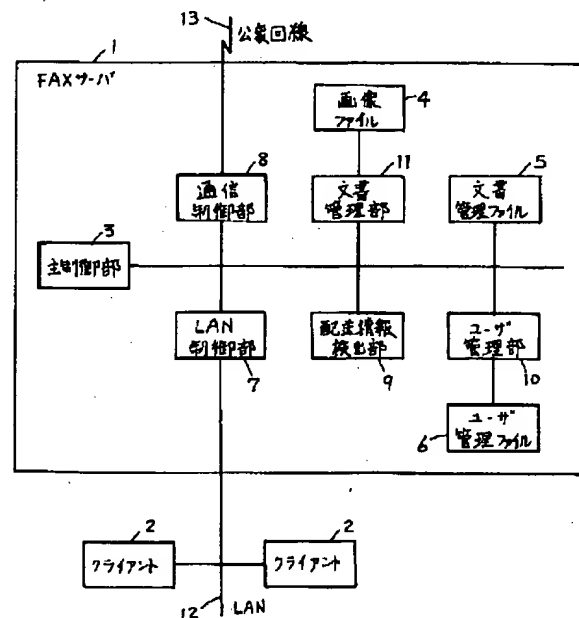 13
公衆回線
1
FAXサーバ
画像
ファイル
4
8
通信
制御部
11
文書
管理部
5
文書
管理ファイル
3
主制御部
LAN
制御部
7
配送情報
検出部
9
ユーザ
管理部
10
ユーザ
管理ファイル
6
2
クライアント
2
クライアント
12
LAN